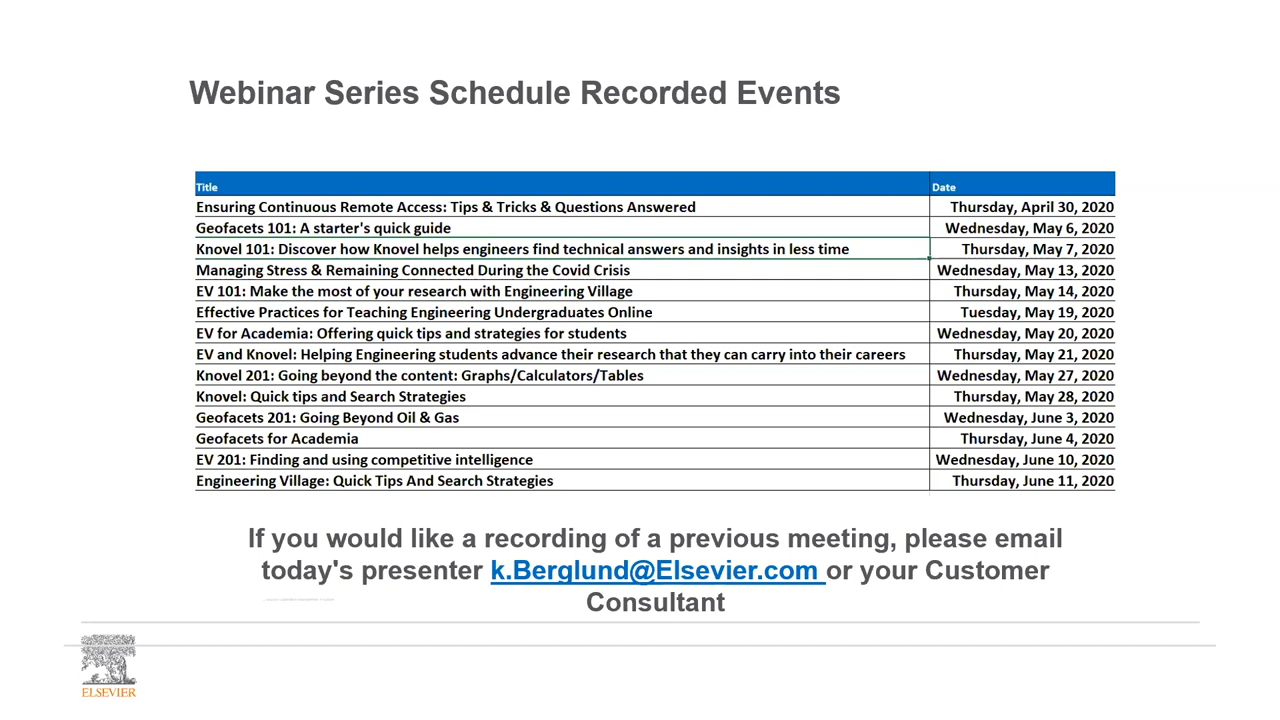 Webinar Series Schedule Recorded Events
Title Date
Ensuring Continuous Remote Access: Tips & Tricks & Questions Answered Thursday, April 30, 2020
Geofacets 101: A starter's quick guide Wednesday, May 6, 2020
Knovel 101: Discover how Knovel helps engineers find technical answers and insights in less time Thursday, May 7, 2020
Managing Stress & Remaining Connected During the Covid Crisis Wednesday, May 13, 2020
EV 101: Make the most of your research with Engineering Village Thursday, May 14, 2020
Effective Practices for Teaching Engineering Undergraduates Online Tuesday, May 19, 2020
EV for Academia: Offering quick tips and strategies for students Wednesday, May 20, 2020
EV and Knovel: Helping Engineering students advance their research that they can carry into their careers Thursday, May 21, 2020
Knovel 201: Going beyond the content: Graphs/Calculators/Tables Wednesday, May 27, 2020
Knovel: Quick tips and Search Strategies Thursday, May 28, 2020
Geofacets 201: Going Beyond Oil & Gas Wednesday, June 3, 2020
Geofacets for Academia Thursday, June 4, 2020
EV 201: Finding and using competitive intelligence Wednesday, June 10, 2020
Engineering Village: Quick Tips And Search Strategies Thursday, June 11, 2020
If you would like a recording of a previous meeting, please email
today's presenter k.Berglund@Elsevier.com or your Customer
Consultant
ELSEVIER